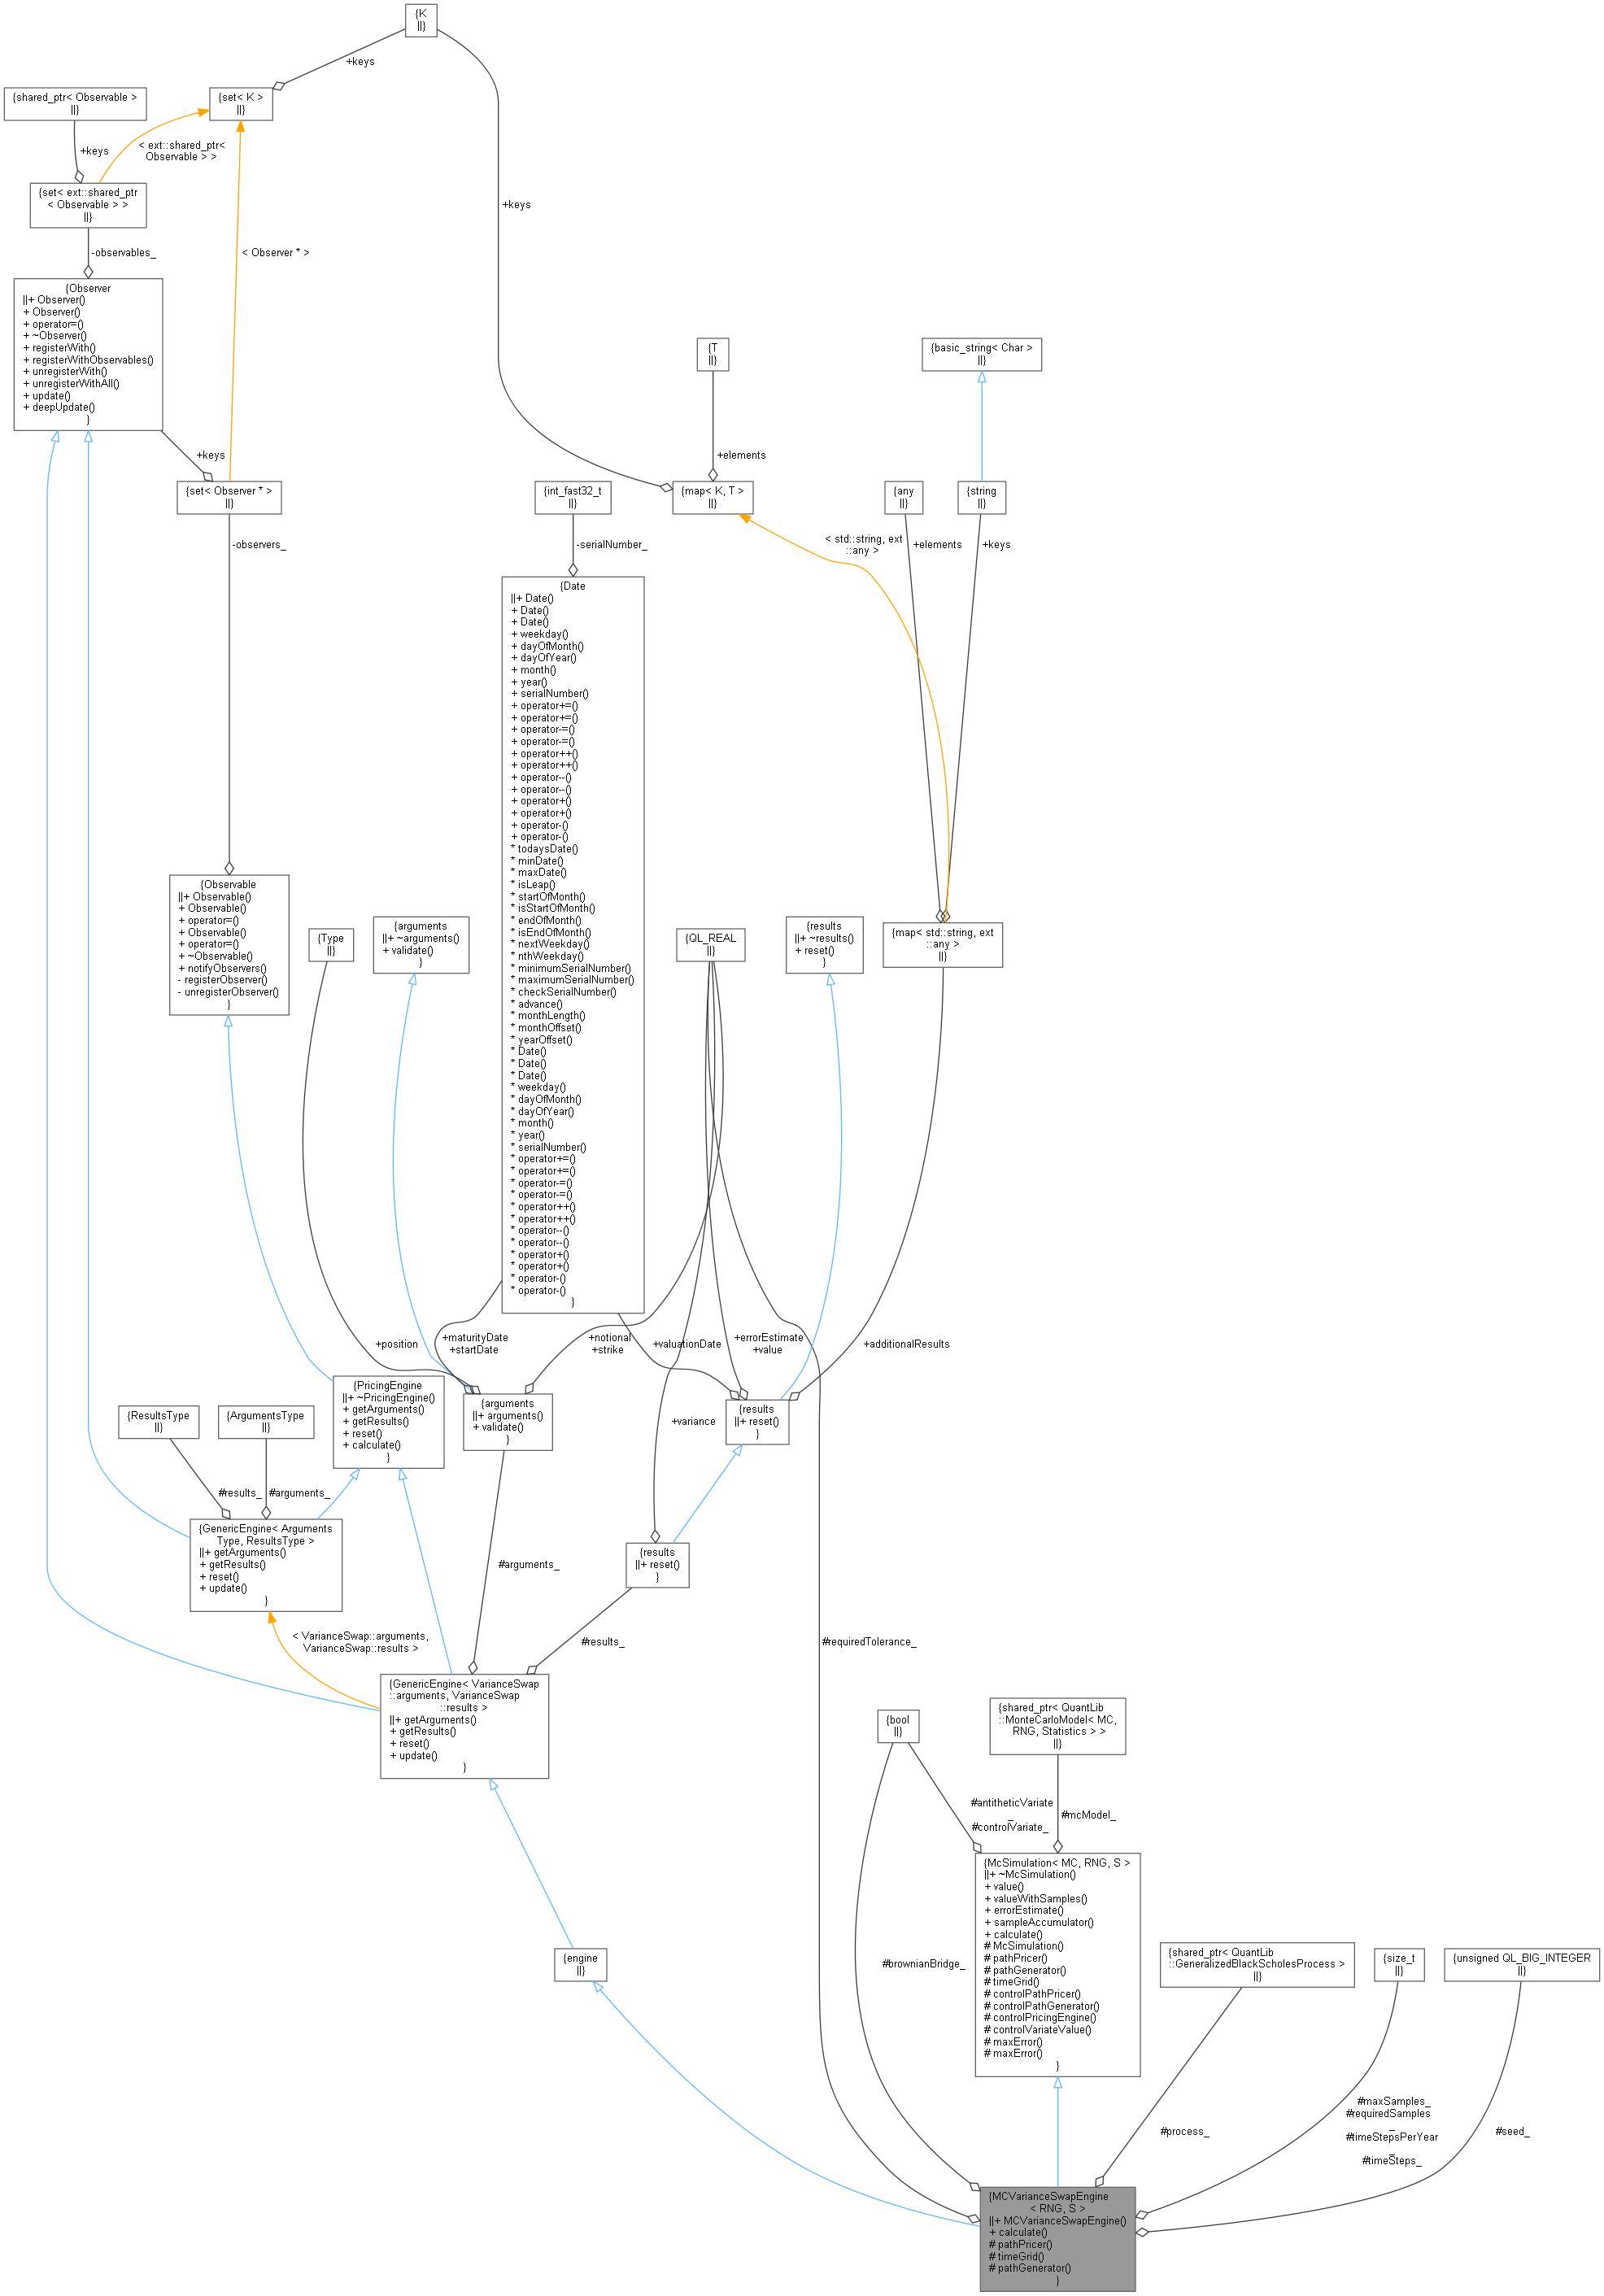 {K
||}
+keys
{shared_ptr< Observable >
||}
{set< K >
||}
+keys
< ext::shared_ptr<
Observable > >
{set< ext::shared_ptr
< Observable > >
||}
+keys
-observables_
< Observer * >
{Observer
||+ Observer()
+ Observer()
+ operator=()
+ ~Observer()
+ registerWith()
+ registerWithObservables()
+ unregisterWith()
+ unregisterWithAll()
+ update()
+ deepUpdate()
}
{T
||}
{basic_string< Char >
||}
+keys
+elements
{set< Observer * >
||}
{int_fast32_t
||}
{map< K, T >
||}
{any
||}
{string
||}
-observers_
-serialNumber_
< std::string, ext
::any >
+elements
+keys
{Date
||+ Date()
+ Date()
+ Date()
+ weekday()
+ dayOfMonth()
+ dayOfYear()
+ month()
+ year()
+ serialNumber()
+ operator+=()
+ operator+=()
+ operator-=()
+ operator-=()
+ operator++()
+ operator++()
+ operator--()
+ operator--()
+ operator+()
+ operator+()
+ operator-()
+ operator-()
* todaysDate()
* minDate()
* maxDate()
* isLeap()
* startOfMonth()
* isStartOfMonth()
* endOfMonth()
* isEndOfMonth()
* nextWeekday()
* nthWeekday()
* minimumSerialNumber()
* maximumSerialNumber()
* checkSerialNumber()
* advance()
* monthLength()
* monthOffset()
* yearOffset()
* Date()
* Date()
* Date()
* weekday()
* dayOfMonth()
* dayOfYear()
* month()
* year()
* serialNumber()
* operator+=()
* operator+=()
* operator-=()
* operator-=()
* operator++()
* operator++()
* operator--()
* operator--()
* operator+()
* operator+()
* operator-()
* operator-()
}
{Observable
||+ Observable()
+ Observable()
+ operator=()
+ Observable()
+ operator=()
+ ~Observable()
+ notifyObservers()
- registerObserver()
- unregisterObserver()
}
{Type
||}
{arguments
||+ ~arguments()
+ validate()
}
{QL_REAL
||}
{results
||+ ~results()
+ reset()
}
{map< std::string, ext
::any >
||}
+position
+maturityDate
+startDate
+notional
+strike
+valuationDate
+errorEstimate
+value
+additionalResults
{PricingEngine
||+ ~PricingEngine()
+ getArguments()
+ getResults()
+ reset()
+ calculate()
}
{ResultsType
||}
{ArgumentsType
||}
{arguments
||+ arguments()
+ validate()
}
{results
||+ reset()
}
+variance
#results_
#arguments_
{GenericEngine< Arguments
Type, ResultsType >
||+ getArguments()
+ getResults()
+ reset()
+ update()
}
#arguments_
{results
||+ reset()
}
< VarianceSwap::arguments,
VarianceSwap::results >
#results_
#requiredTolerance_
{GenericEngine< VarianceSwap
::arguments, VarianceSwap
::results >
||+ getArguments()
+ getResults()
+ reset()
+ update()
}
{bool
||}
{shared_ptr< QuantLib
::MonteCarloModel< MC,
RNG, Statistics > >
||}
#antitheticVariate
_
#controlVariate_
#mcModel_
{McSimulation< MC, RNG, S >
||+ ~McSimulation()
+ value()
+ valueWithSamples()
+ errorEstimate()
+ sampleAccumulator()
+ calculate()
# McSimulation()
# pathPricer()
# pathGenerator()
# timeGrid()
# controlPathPricer()
# controlPathGenerator()
# controlPricingEngine()
# controlVariateValue()
# maxError()
# maxError()
}
{engine
||}
#brownianBridge_
{shared_ptr< QuantLib
::GeneralizedBlackScholesProcess >
||}
{size_t
||}
{unsigned QL_BIG_INTEGER
||}
#process_
#maxSamples_
#requiredSamples
_
#timeStepsPerYear
_
#timeSteps_
#seed_
{MCVarianceSwapEngine
< RNG, S >
||+ MCVarianceSwapEngine()
+ calculate()
# pathPricer()
# timeGrid()
# pathGenerator()
}